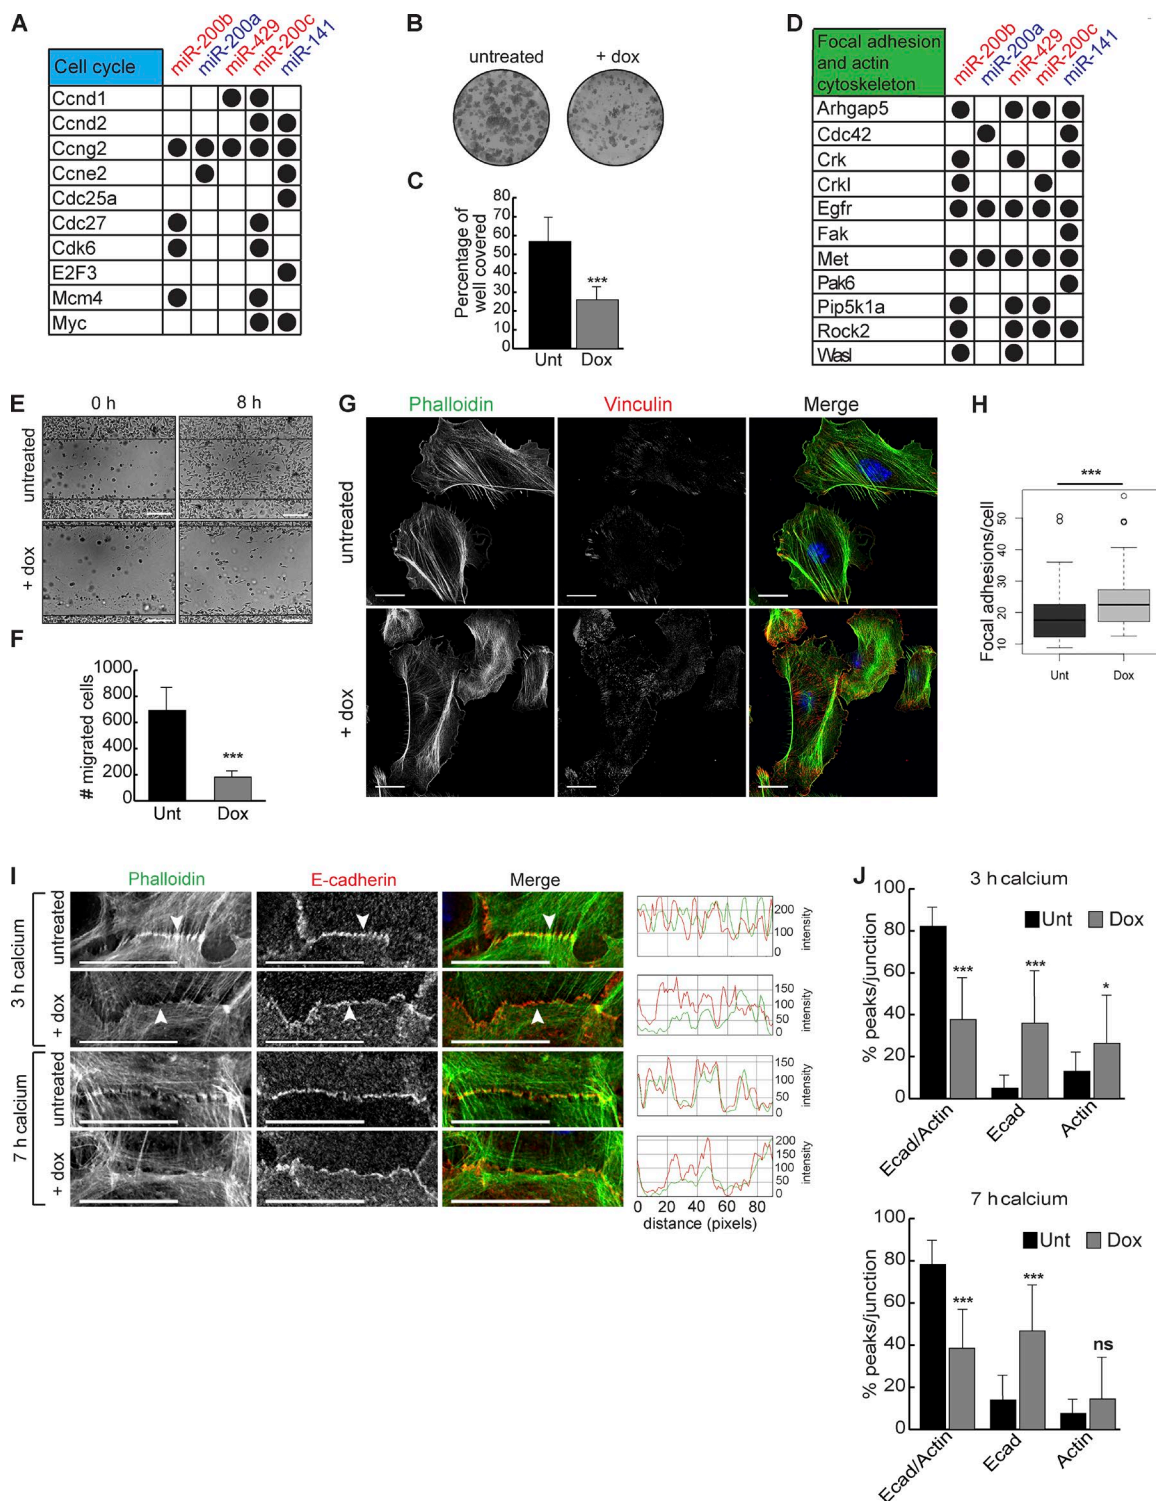 A
miR-200b
miR-200a
miR-429
miR-200c
miR-141
Cell cycle
Ccnd1
Ccnd2
Ccng2
Ccne2
Cdc25a
Cdc27
Cdk6
E2F3
Mcm4
Myc
B
untreated + dox
C
Percentage of
well covered
80
70
60
50
40
30
20
10
0
***
Unt Dox
D
miR-200b
miR-200a
miR-429
miR-200c
miR-141
Focal adhesion
and actin
cytoskeleton
Arhgap5
Cdc42
Crk
Crkl
Egfr
Fak
Met
Pak6
Pip5k1a
Rock2
Wasl
E
0 h 8 h
untreated
+ dox
F
# migrated cells
1000
800
600
400
200
0
***
Unt Dox
G
Phalloidin Vinculin Merge
untreated
+ dox
H
***
Focal adhesions/cell
50
40
30
20
10
Unt Dox
I
Phalloidin E-cadherin Merge
3 h calcium
untreated
+ dox
7 h calcium
untreated
+ dox
200
100
0
intensity
150
100
50
0
intensity
150
100
50
0
intensity
200
150
100
50
0
intensity
0 20 40 60 80
distance (pixels)
J
3 h calcium
Unt Dox
% peaks/junction
100
80
60
40
20
0
*** *** *
Ecad/Actin Ecad Actin
7 h calcium
Unt Dox
% peaks/junction
100
80
60
40
20
0
*** *** ns
Ecad/Actin Ecad Actin